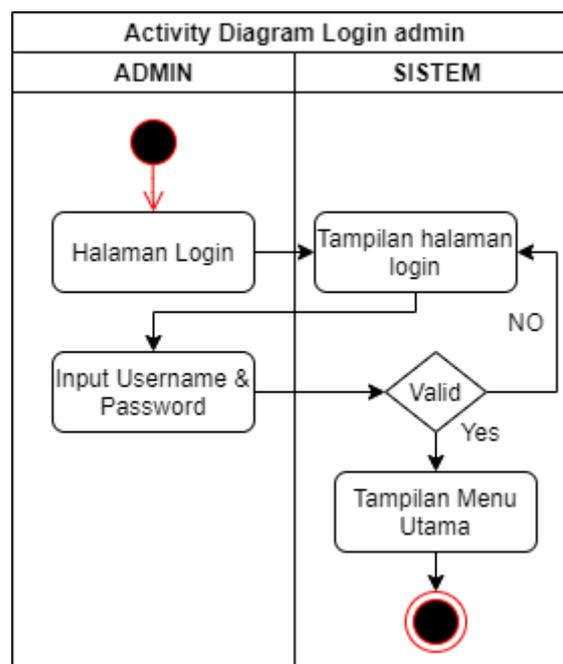 Activity Diagram Login admin
ADMIN
SISTEM
Halaman Login
Tampilan halaman
login
NO
Input Username &
Password
Valid
Yes
Tampilan Menu
Utama